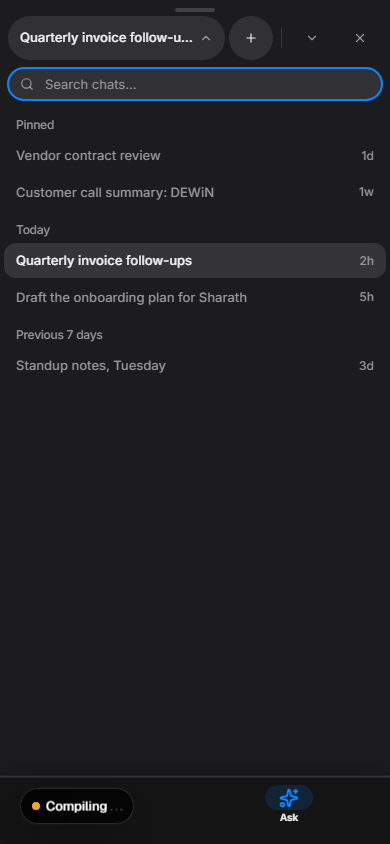 Quarterly invoice follow-u...
Search chats...
Pinned
Vendor contract review 1d
Customer call summary: DEWiN 1w
Today
Quarterly invoice follow-ups 2h
Draft the onboarding plan for Sharath 5h
Previous 7 days
Standup notes, Tuesday 3d
Compiling...
Ask